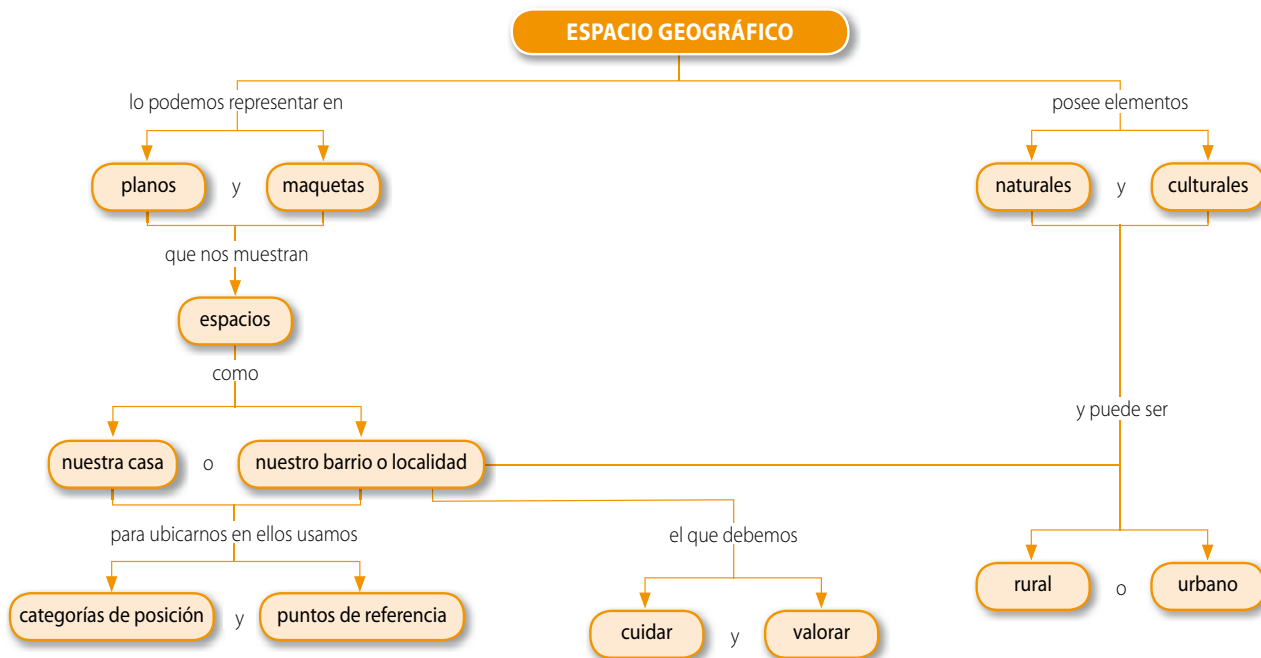 ESPACIO GEOGRÁFICO
lo podemos representar en
posee elementos
planos y maquetas
naturales y culturales
que nos muestran
espacios
como
y puede ser
nuestra casa o nuestro barrio o localidad
para ubicarnos en ellos usamos
el que debemos
rural o urbano
categorías de posición y puntos de referencia
cuidar y valorar